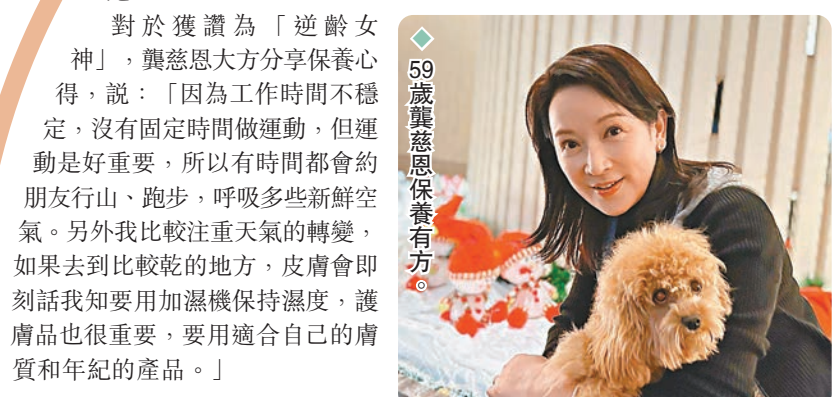 對於獲讚為「逆齡女
神」，龔慈恩大方分享保養心
得，説：「因為工作時間不穩
定，沒有固定時間做運動，但運
動是好重要，所以有時間都會約
朋友行山、跑步，呼吸多些新鮮空
氣。另外我比較注重天氣的轉變，
如果去到比較乾的地方，皮膚會即
刻話我知要用加濕機保持濕度，護
膚品也很重要，要用適合自己的膚
質和年紀的產品。」
59歲龔慈恩保養有方。